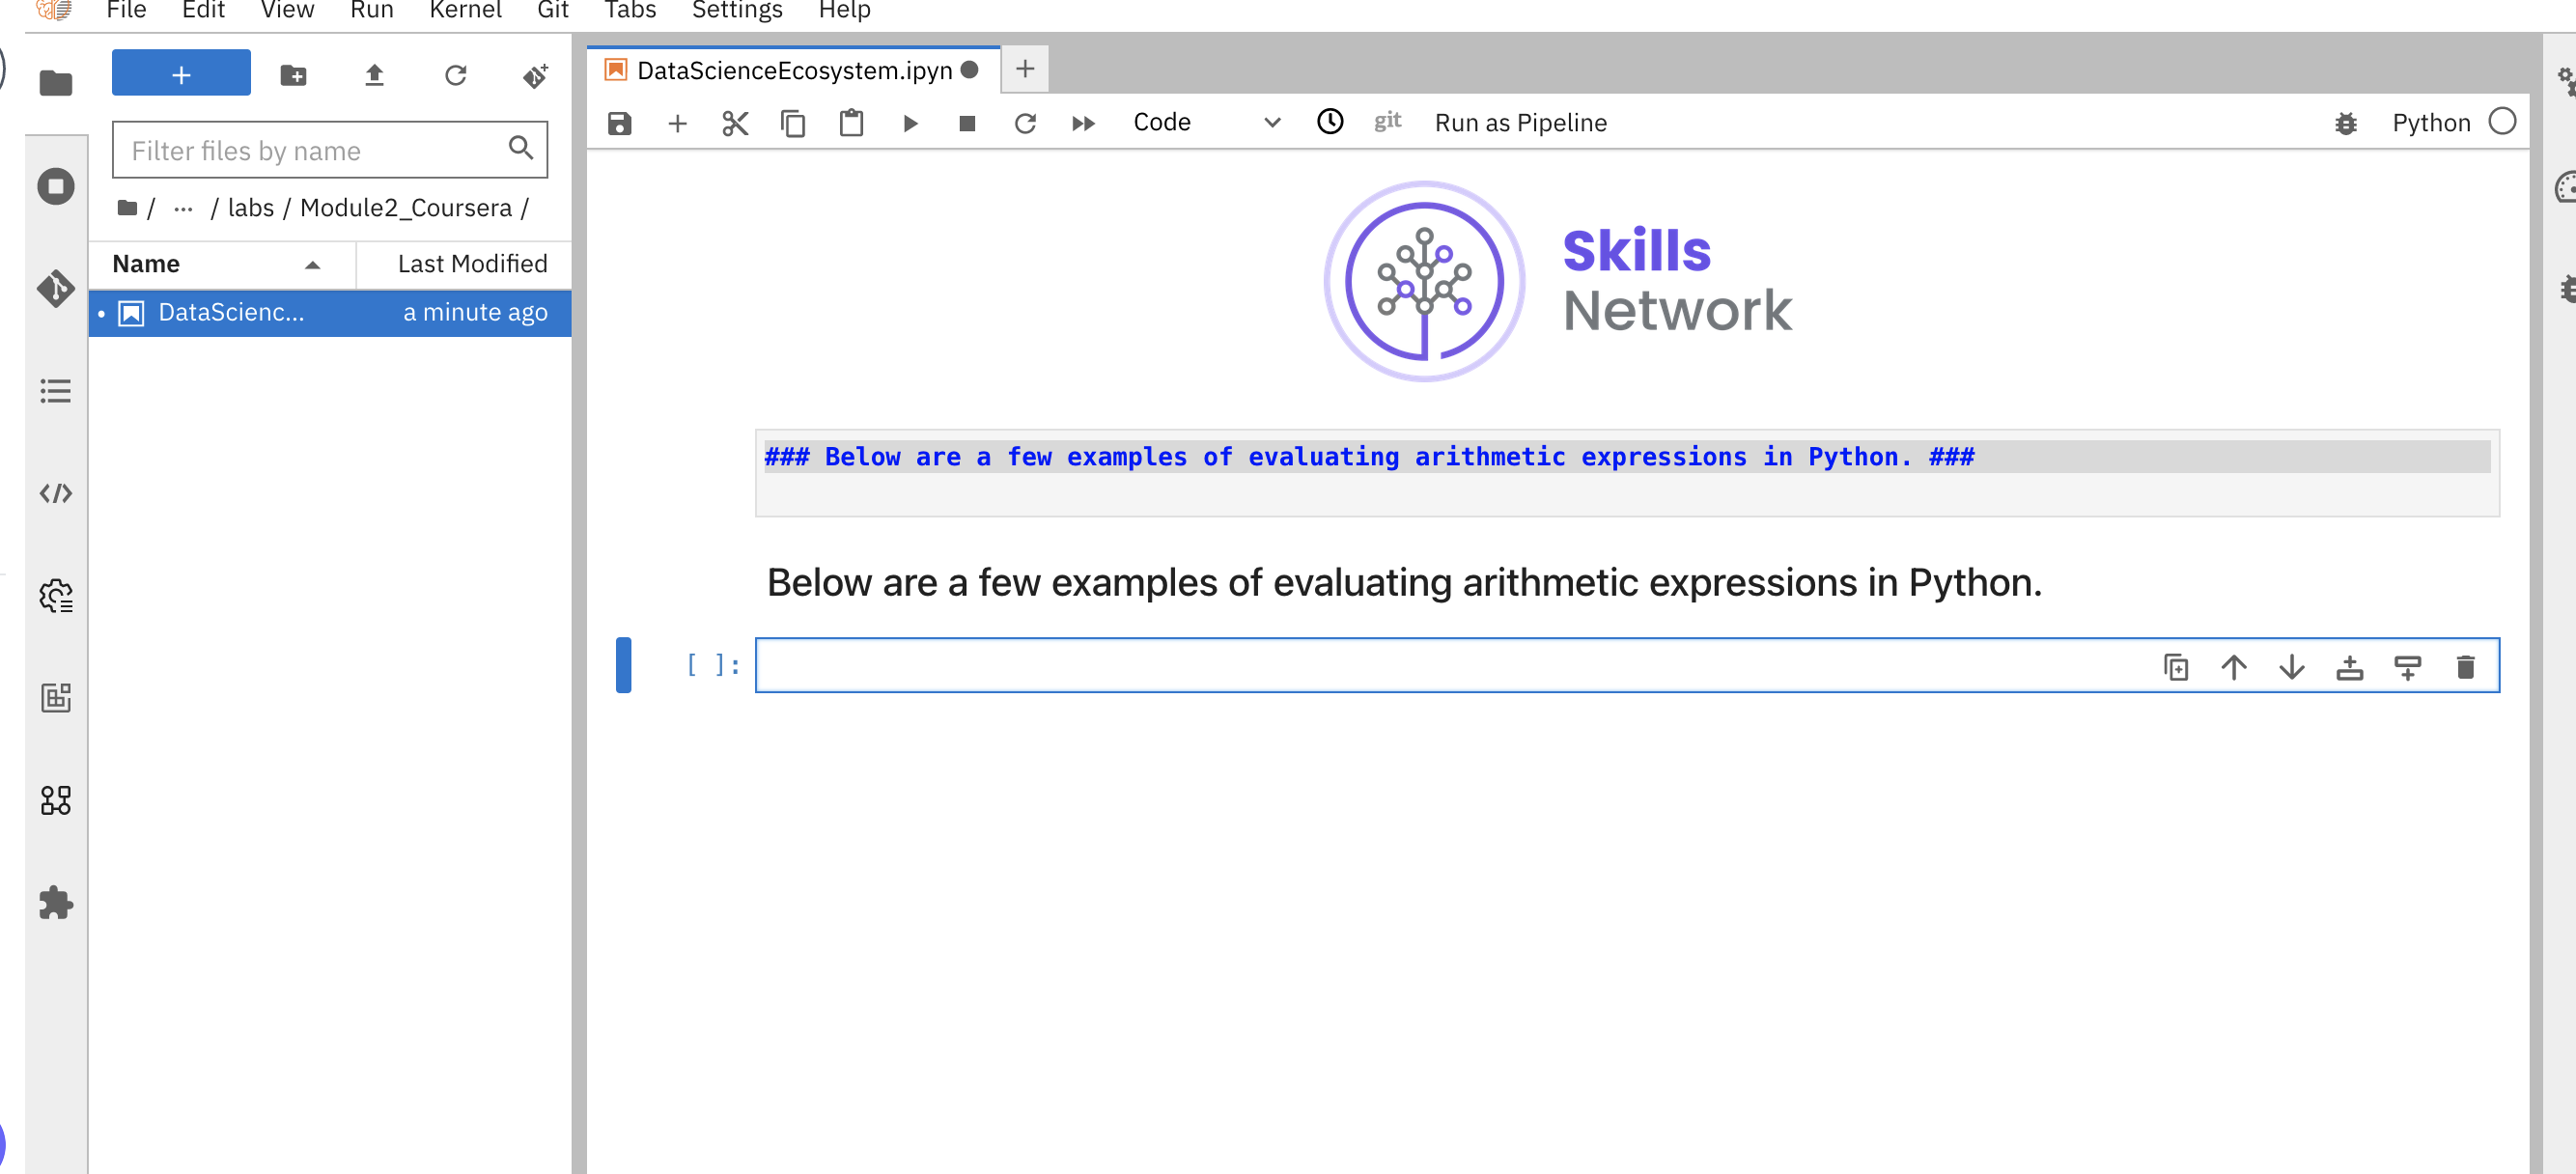 File Edit View Run Kernel Git Tabs Settings Help
+
DataScienceEcosystem.ipyn
+
Code
git
Run as Pipeline
Python
Filter files by name
/ ... / labs / Module2_Coursera /
Name
Last Modified
DataScienc...
a minute ago
Skills
Network
### Below are a few examples of evaluating arithmetic expressions in Python. ###
Below are a few examples of evaluating arithmetic expressions in Python.
[ ]: